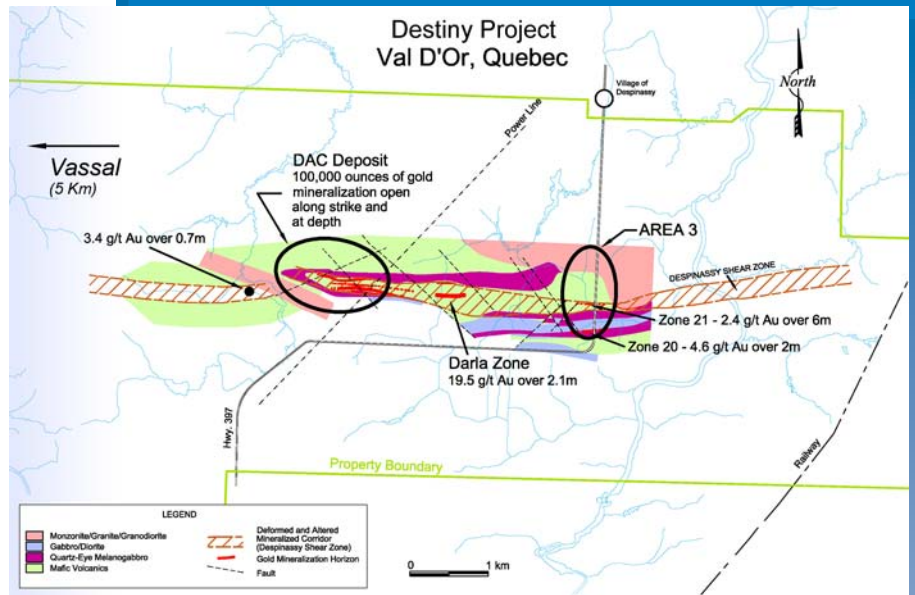 Destiny Project
Val D'Or, Quebec
North
Village of
Despinassy
Power Line
Vassal
(5 Km)
DAC Deposit
100,000 ounces of gold
mineralization open
along strike and
at depth
3.4 g/t Au over 0.7m
AREA 3
DESPINASSY SHEAR ZONE
Zone 21 - 2.4 g/t Au over 6m
Zone 20 - 4.6 g/t Au over 2m
Darla Zone
19.5 g/t Au over 2.1m
Hwy. 397
Railway
Property Boundary
LEGEND
Monzonite/Granite/Granodiorite
Gabbro/Diorite
Quartz-Eye Melanogabbro
Mafic Volcanics
Deformed and Altered
Mineralized Corridor
(Despinassy Shear Zone)
Gold Mineralization Horizon
Fault
0 1 km